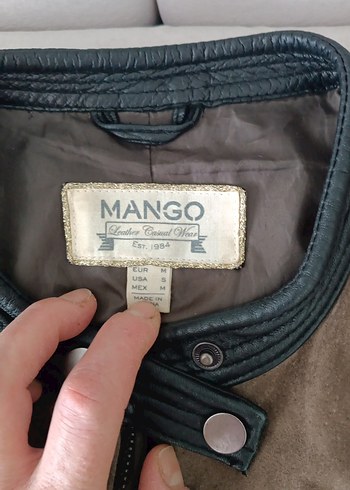 MANGO
Leather Casual Wear
EST. 1984
EUR M
USA S
MEX M
MADE IN